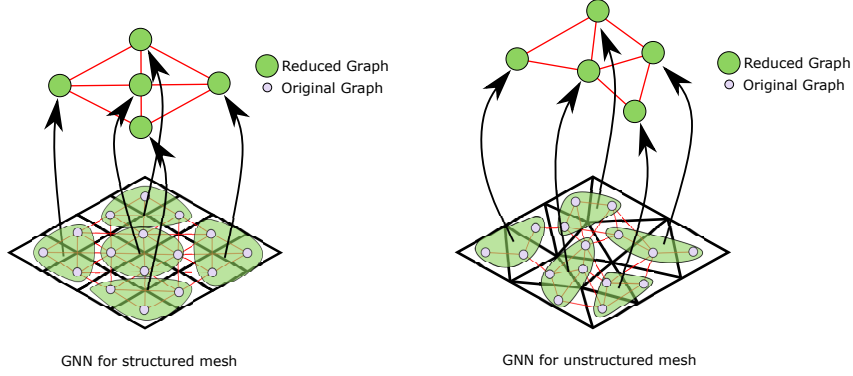 Reduced Graph
Original Graph
Reduced Graph
Original Graph
GNN for structured mesh
GNN for unstructured mesh